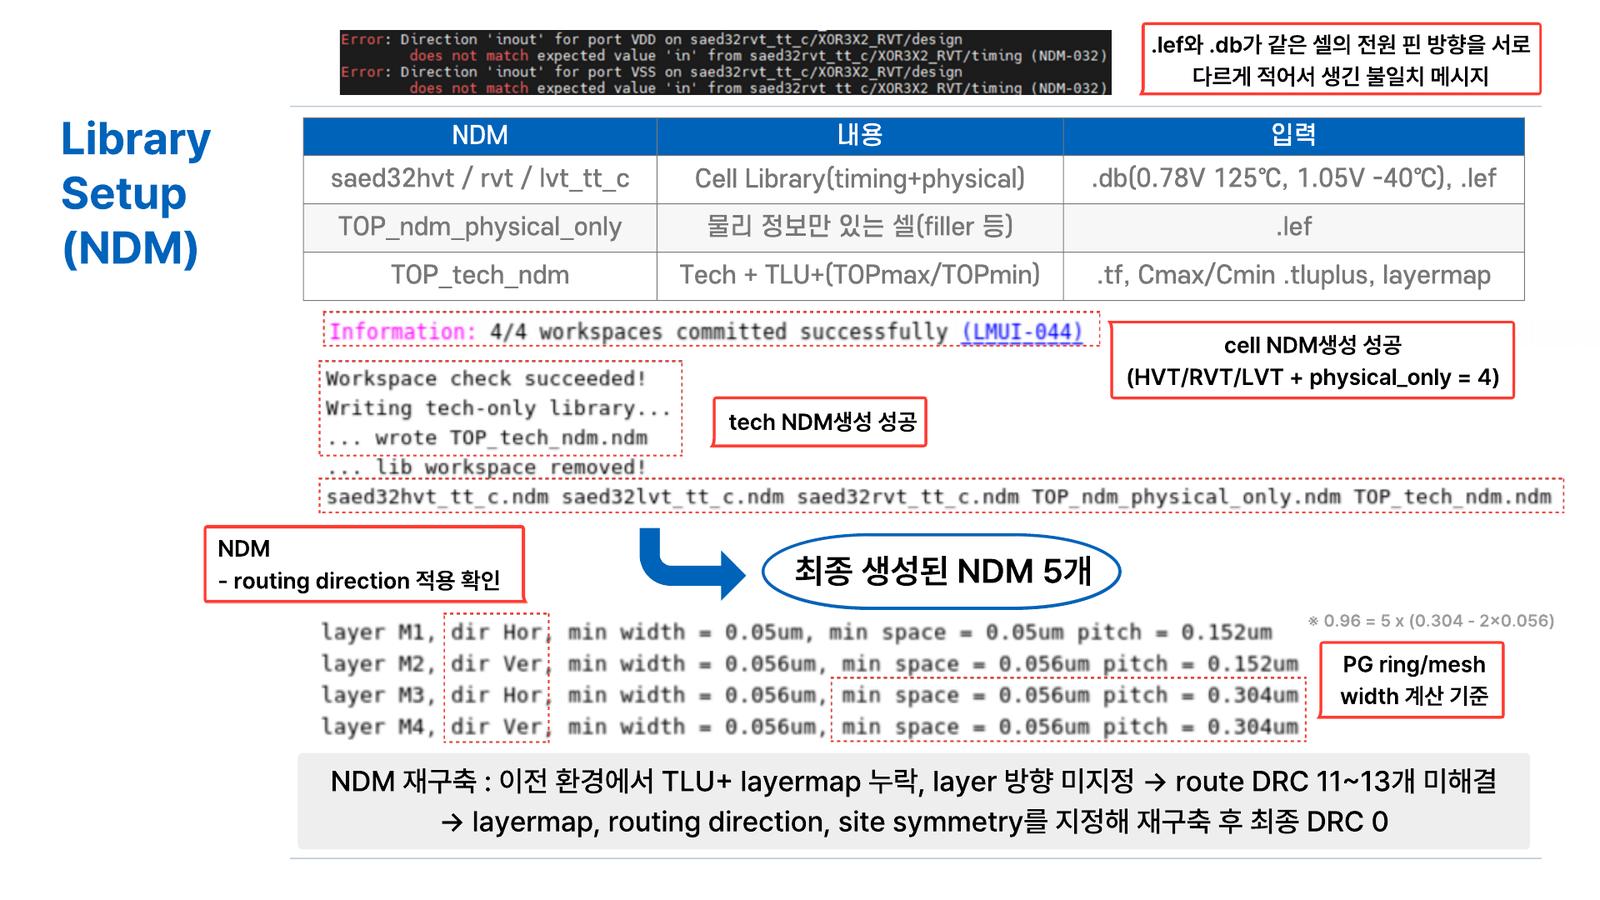 Error: Direction 'inout' for port VDD on saed32rvt_tt_c/XOR3X2_RVT/design
does not match expected value 'in' from saed32rvt_tt_c/XOR3X2_RVT/timing (NDM-032)
Error: Direction 'inout' for port VSS on saed32rvt_tt_c/XOR3X2_RVT/design
does not match expected value 'in' from saed32rvt_tt_c/XOR3X2_RVT/timing (NDM-032)
.lef와 .db가 같은 셀의 전원 핀 방향을 서로
다르게 적어서 생긴 불일치 메시지
Library
Setup
(NDM)
NDM 내용 입력
saed32hvt / rvt / lvt_tt_c Cell Library(timing+physical) .db(0.78V 125℃, 1.05V -40℃), .lef
TOP_ndm_physical_only 물리 정보만 있는 셀(filler 등) .lef
TOP_tech_ndm Tech + TLU+(TOPmax/TOPmin) .tf, Cmax/Cmin .tluplus, layermap
Information: 4/4 workspaces committed successfully (LMUI-044)
cell NDM생성 성공
(HVT/RVT/LVT + physical_only = 4)
Workspace check succeeded!
Writing tech-only library...
... wrote TOP_tech_ndm.ndm
tech NDM생성 성공
... lib workspace removed!
saed32hvt_tt_c.ndm saed32lvt_tt_c.ndm saed32rvt_tt_c.ndm TOP_ndm_physical_only.ndm TOP_tech_ndm.ndm
NDM
- routing direction 적용 확인
최종 생성된 NDM 5개
※ 0.96 = 5 x (0.304 - 2×0.056)
layer M1, dir Hor, min width = 0.05um, min space = 0.05um pitch = 0.152um
layer M2, dir Ver, min width = 0.056um, min space = 0.056um pitch = 0.152um
layer M3, dir Hor, min width = 0.056um, min space = 0.056um pitch = 0.304um
layer M4, dir Ver, min width = 0.056um, min space = 0.056um pitch = 0.304um
PG ring/mesh
width 계산 기준
NDM 재구축 : 이전 환경에서 TLU+ layermap 누락, layer 방향 미지정 → route DRC 11~13개 미해결
→ layermap, routing direction, site symmetry를 지정해 재구축 후 최종 DRC 0